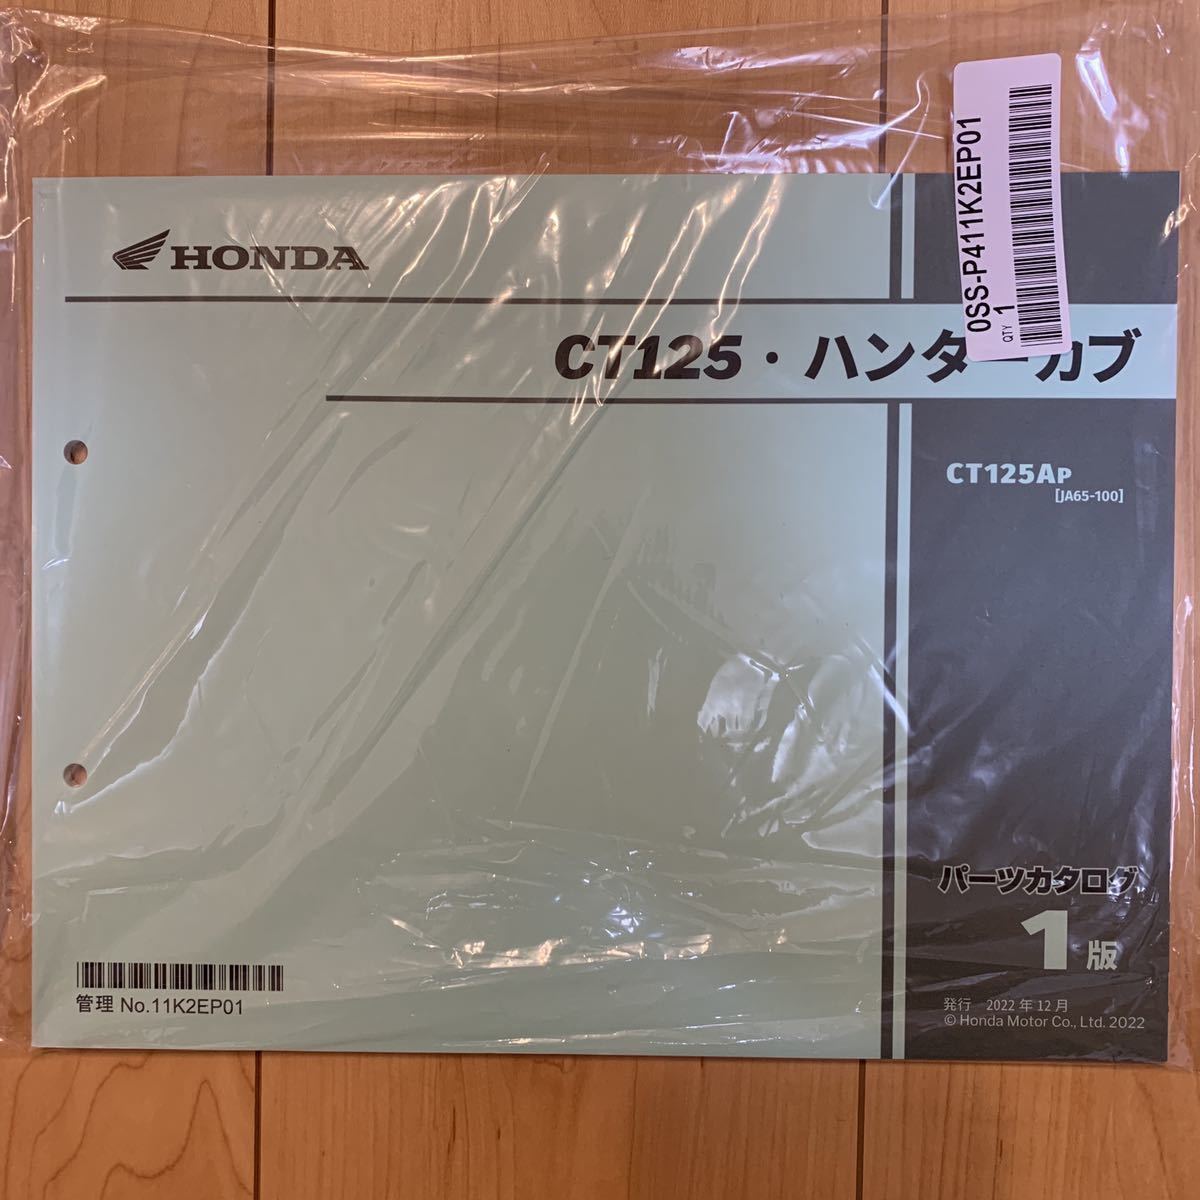 0SS-P411K2EP01
QTY 1
HONDA
CT125・ハンターカブ
CT125AP
[JA65-100]
パーツカタログ
1版
管理 No.11K2EP01
発行 2022年12月
© Honda Motor Co., Ltd. 2022